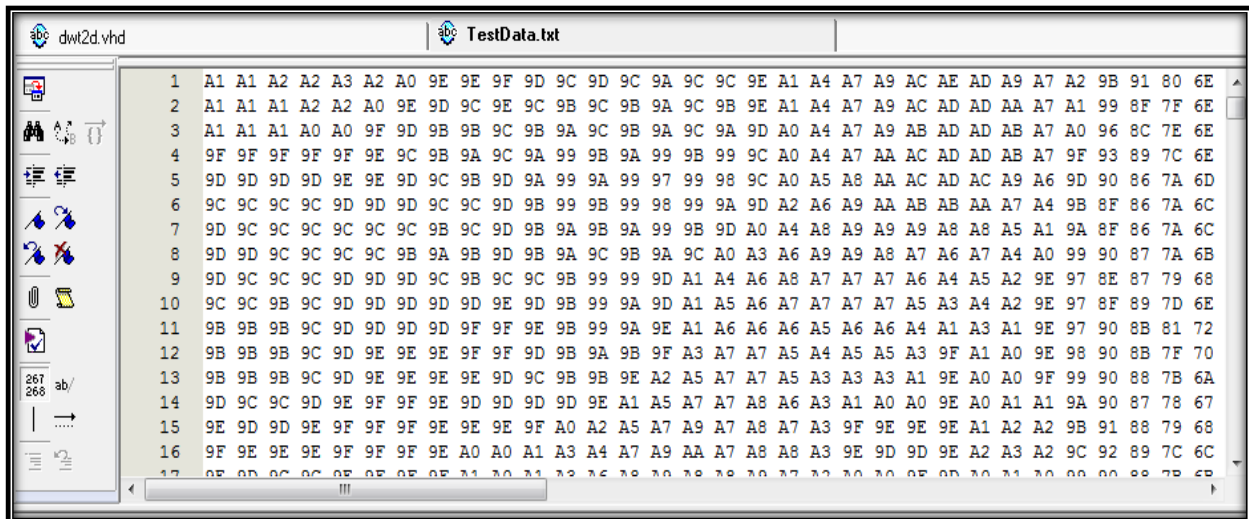 dwt2d.vhd TestData.txt
1 A1 A1 A2 A2 A3 A2 A0 9E 9E 9F 9D 9C 9D 9C 9A 9C 9C 9E A1 A4 A7 A9 AC AE AD A9 A7 A2 9B 91 80 6E
2 A1 A1 A1 A2 A2 A0 9E 9D 9C 9E 9C 9B 9C 9B 9A 9C 9B 9E A1 A4 A7 A9 AC AD AD AA A7 A1 99 8F 7F 6E
3 A1 A1 A1 A0 A0 9F 9D 9B 9B 9C 9B 9A 9C 9B 9A 9C 9A 9D A0 A4 A7 A9 AB AD AD AB A7 A0 96 8C 7E 6E
4 9F 9F 9F 9F 9F 9E 9C 9B 9A 9C 9A 99 9B 9A 99 9B 99 9C A0 A4 A7 AA AC AD AD AB A7 9F 93 89 7C 6E
5 9D 9D 9D 9D 9E 9E 9D 9C 9B 9D 9A 99 9A 99 97 99 98 9C A0 A5 A8 AA AC AD AC A9 A6 9D 90 86 7A 6D
6 9C 9C 9C 9C 9D 9D 9D 9C 9C 9D 9B 99 9B 99 98 99 9A 9D A2 A6 A9 AA AB AB AA A7 A4 9B 8F 86 7A 6C
7 9D 9C 9C 9C 9C 9C 9C 9B 9C 9D 9B 9A 9B 9A 99 9B 9D A0 A4 A8 A9 A9 A9 A8 A8 A5 A1 9A 8F 86 7A 6C
8 9D 9D 9C 9C 9C 9C 9B 9A 9B 9D 9B 9A 9C 9B 9A 9C A0 A3 A6 A9 A9 A8 A7 A6 A7 A4 A0 99 90 87 7A 6B
9 9D 9C 9C 9C 9D 9D 9D 9C 9B 9C 9C 9B 99 99 9D A1 A4 A6 A8 A7 A7 A7 A6 A4 A5 A2 9E 97 8E 87 79 68
10 9C 9C 9B 9C 9D 9D 9D 9D 9E 9D 9B 99 9A 9D A1 A5 A6 A7 A7 A7 A7 A5 A3 A4 A2 9E 97 8F 89 7D 6E
11 9B 9B 9B 9C 9D 9D 9D 9D 9F 9F 9E 9B 99 9A 9E A1 A6 A6 A6 A5 A6 A6 A4 A1 A3 A1 9E 97 90 8B 81 72
12 9B 9B 9B 9C 9D 9E 9E 9E 9F 9F 9D 9B 9A 9B 9F A3 A7 A7 A5 A4 A5 A5 A3 9F A1 A0 9E 98 90 8B 7F 70
13 9B 9B 9B 9C 9D 9E 9E 9E 9E 9D 9C 9B 9B 9E A2 A5 A7 A7 A5 A3 A3 A3 A1 9E A0 A0 9F 99 90 88 7B 6A
14 9D 9C 9C 9D 9E 9F 9F 9E 9D 9D 9D 9D 9E A1 A5 A7 A7 A8 A6 A3 A1 A0 A0 9E A0 A1 A1 9A 90 87 78 67
15 9E 9D 9D 9E 9F 9F 9F 9E 9E 9E 9F A0 A2 A5 A7 A9 A7 A8 A7 A3 9F 9E 9E 9E A1 A2 A2 9B 91 88 79 68
16 9F 9E 9E 9E 9F 9F 9F 9E A0 A0 A1 A3 A4 A7 A9 AA A7 A8 A8 A3 9E 9D 9D 9E A2 A3 A2 9C 92 89 7C 6C